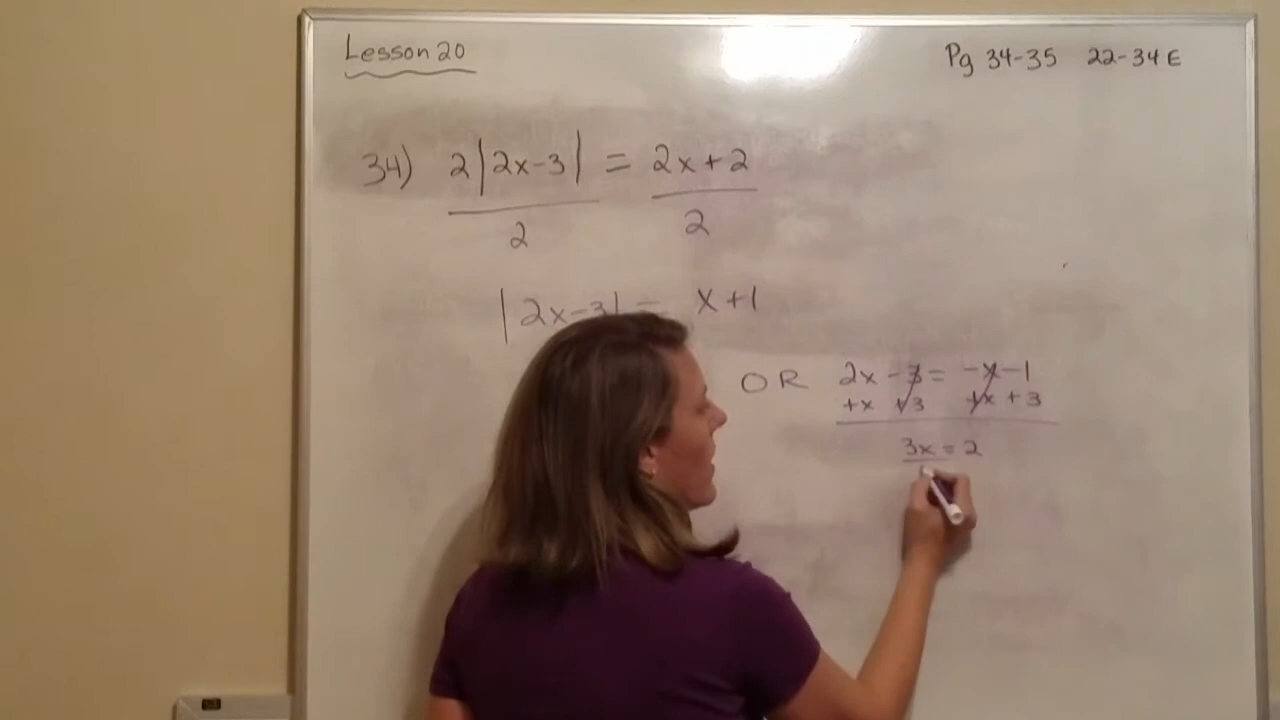 Lesson 20
Pg 34-35 22-34 E
34) 2|2x-3| = 2x+2
2 2
|2x-3| = x+1
OR 2x - 3 = -x - 1
+x +3 +x + 3
3x = 2